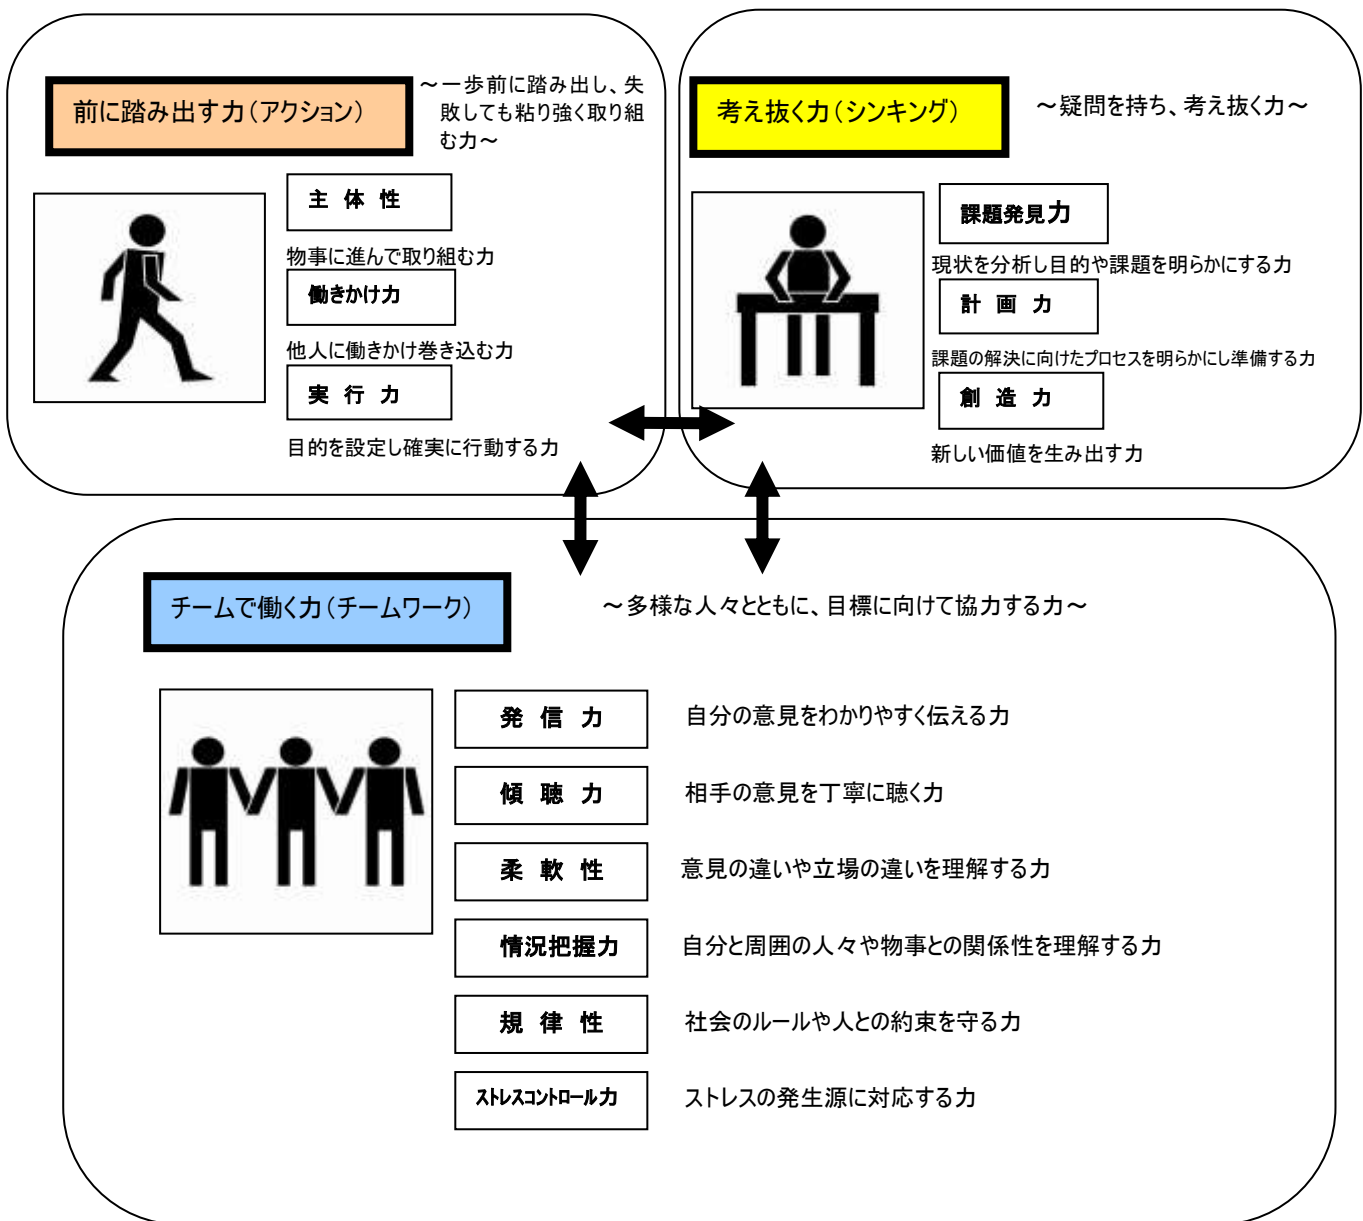 前に踏み出す力（アクション）
～一歩前に踏み出し、失
敗しても粘り強く取り組
む力～
主 体 性
物事に進んで取り組む力
働きかけ力
他人に働きかけ巻き込む力
実 行 力
目的を設定し確実に行動する力
考え抜く力（シンキング）
～疑問を持ち、考え抜く力～
課題発見力
現状を分析し目的や課題を明らかにする力
計 画 力
課題の解決に向けたプロセスを明らかにし準備する力
創 造 力
新しい価値を生み出す力
チームで働く力（チームワーク）
～多様な人々とともに、目標に向けて協力する力～
発 信 力
自分の意見をわかりやすく伝える力
傾 聴 力
相手の意見を丁寧に聴く力
柔 軟 性
意見の違いや立場の違いを理解する力
情況把握力
自分と周囲の人々や物事との関係性を理解する力
規 律 性
社会のルールや人との約束を守る力
ストレスコントロール力
ストレスの発生源に対応する力